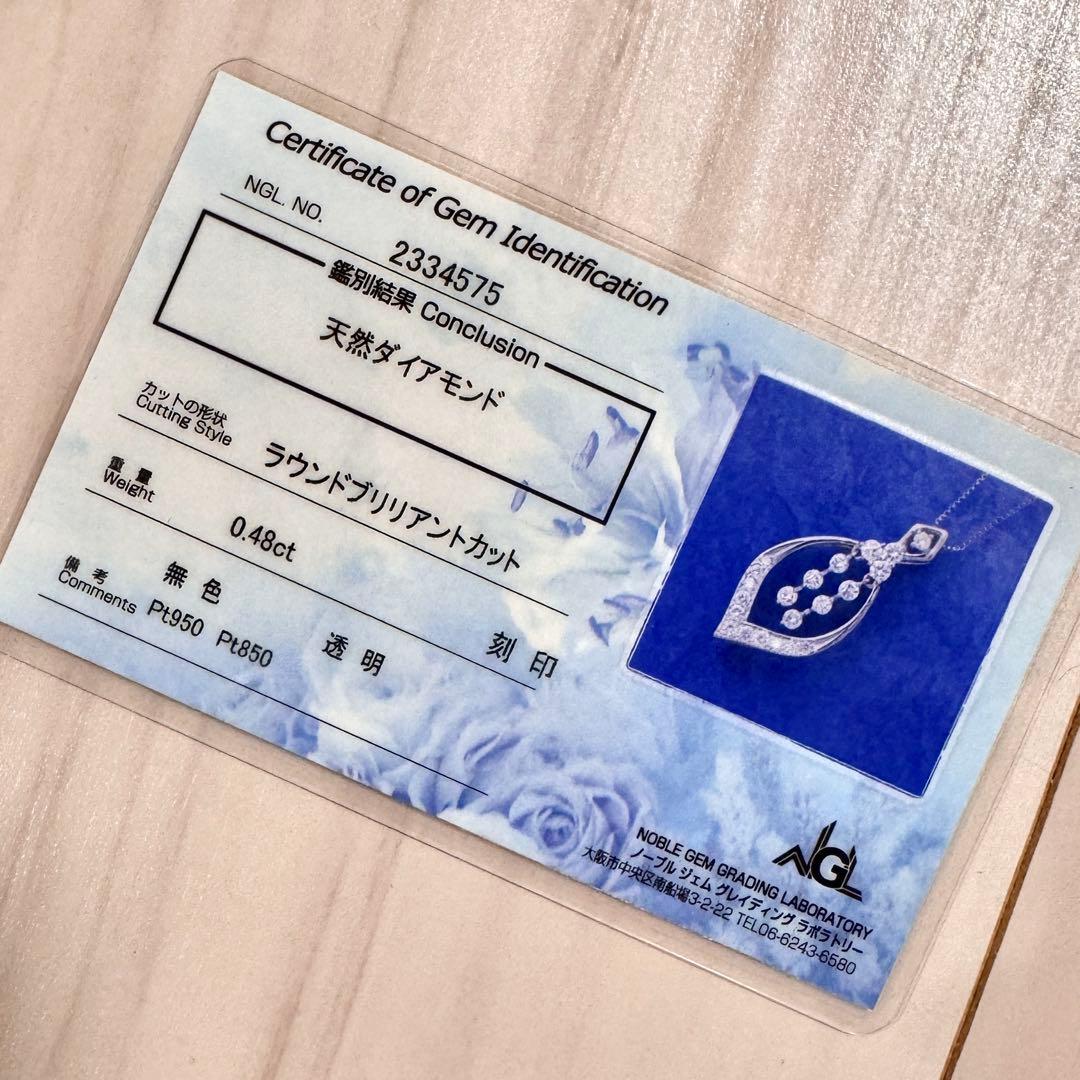 Certificate of Gem Identification
NGL. NO. 2334575
鑑別結果 Conclusion
天然ダイアモンド
カットの形状
Cutting Style
ラウンドブリリアントカット
重量
Weight
0.48ct
備考
Comments
無色 透明 刻印
Pt950 Pt850
NGL
NOBLE GEM GRADING LABORATORY
ノーブル ジェム グレイディング ラボラトリー
大阪市中央区南船場3-2-22 TEL06-6243-6580